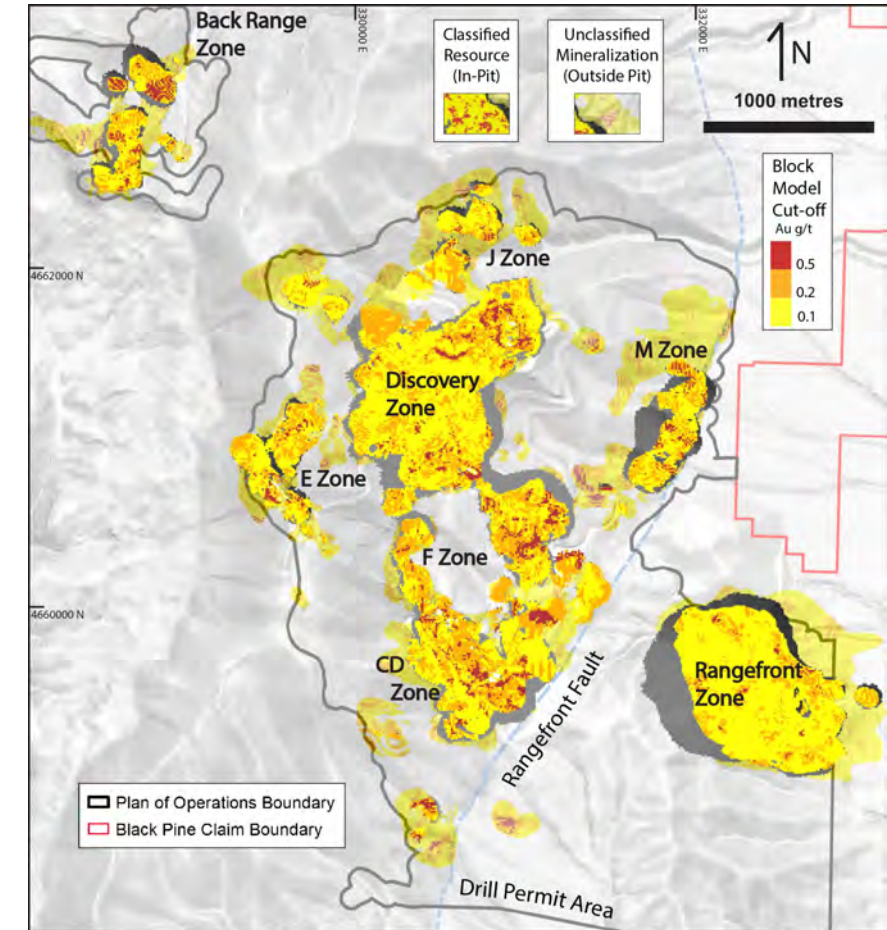 Back Range
Zone
330000 E
332000 E
Classified
Resource
(In-Pit)
Unclassified
Mineralization
(Outside Pit)
N
1000 metres
Block
Model
Cut-off
Au g/t
0.5
0.2
0.1
4662000 N
J Zone
M Zone
Discovery
Zone
E Zone
F Zone
4660000 N
CD
Zone
Rangefront
Zone
Rangefront Fault
Plan of Operations Boundary
Black Pine Claim Boundary
Drill Permit Area